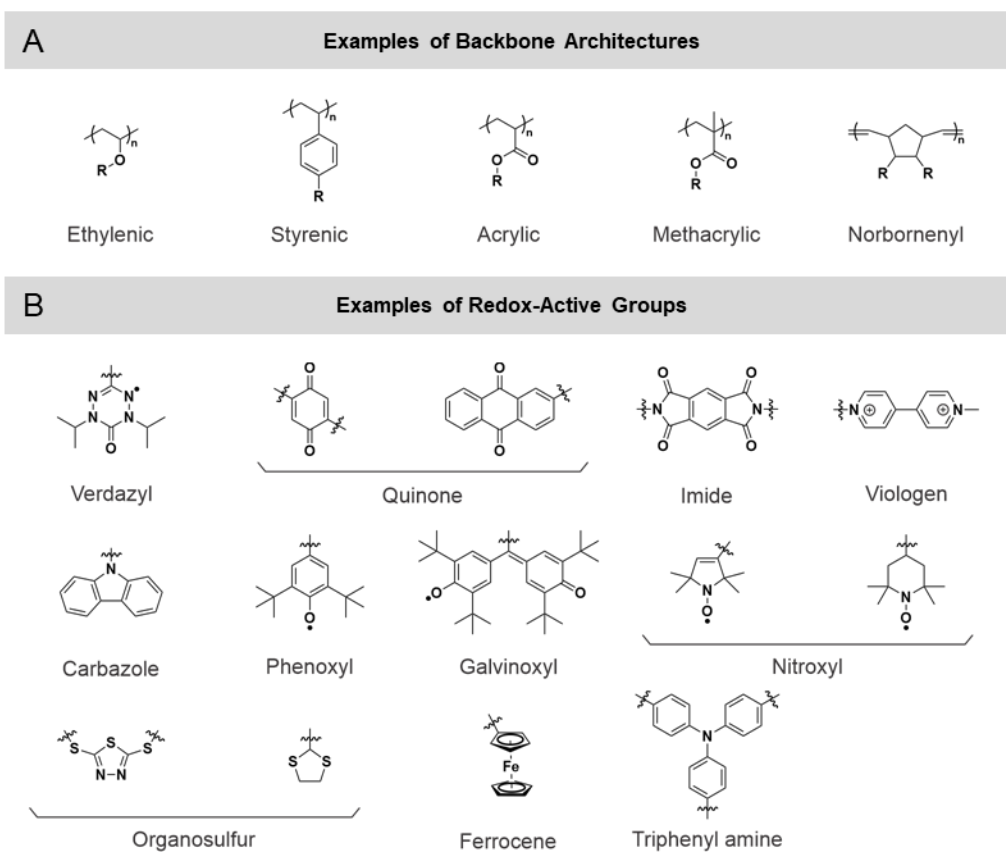 A
Examples of Backbone Architectures
n
R
O
n
R
n
O
O
R
n
O
O
R
n
R
R
Ethylenic
Styrenic
Acrylic
Methacrylic
Norbornenyl
B
Examples of Redox-Active Groups
N
N•
N
N
O
O
O
O
O
O
O
N
N
O
O
N
+
+
N
Verdazyl
Quinone
Imide
Viologen
N
O
•
•O
O
N
O
•
N
O
•
Carbazole
Phenoxyl
Galvinoxyl
Nitroxyl
S
S
S
N
N
S
S
Fe
N
Organosulfur
Ferrocene
Triphenyl amine